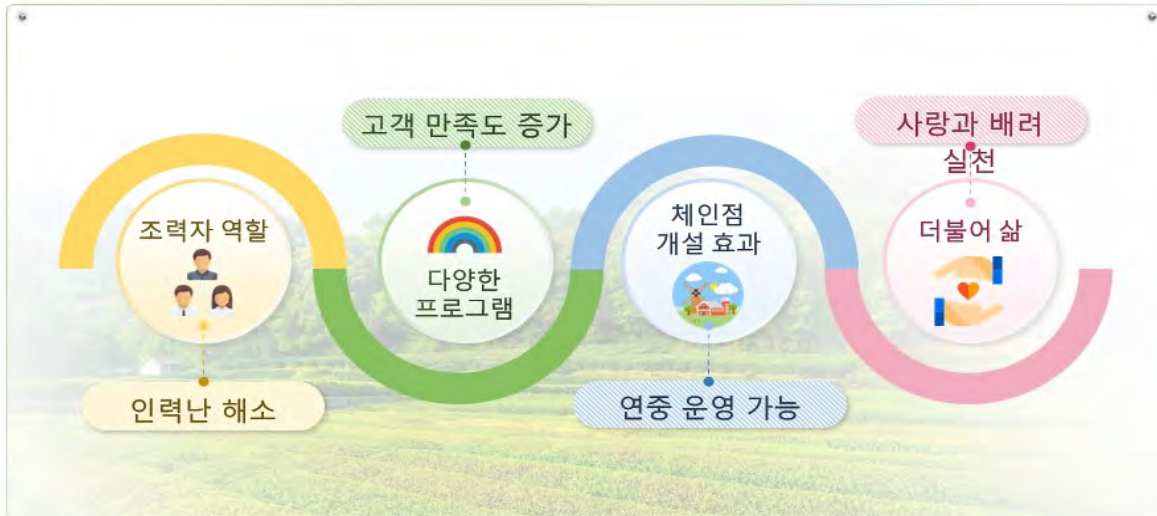 조력자 역할
인력난 해소
고객 만족도 증가
다양한
프로그램
체인점
개설 효과
연중 운영 가능
사랑과 배려
실천
더불어 삶